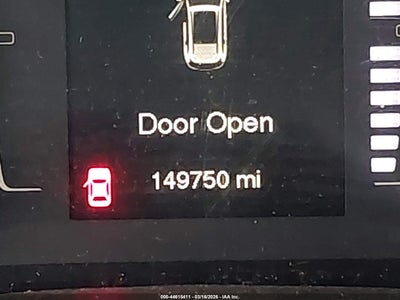 Door Open
149750 mi
000-44615411 - 03/16/2026 - IAA Inc.